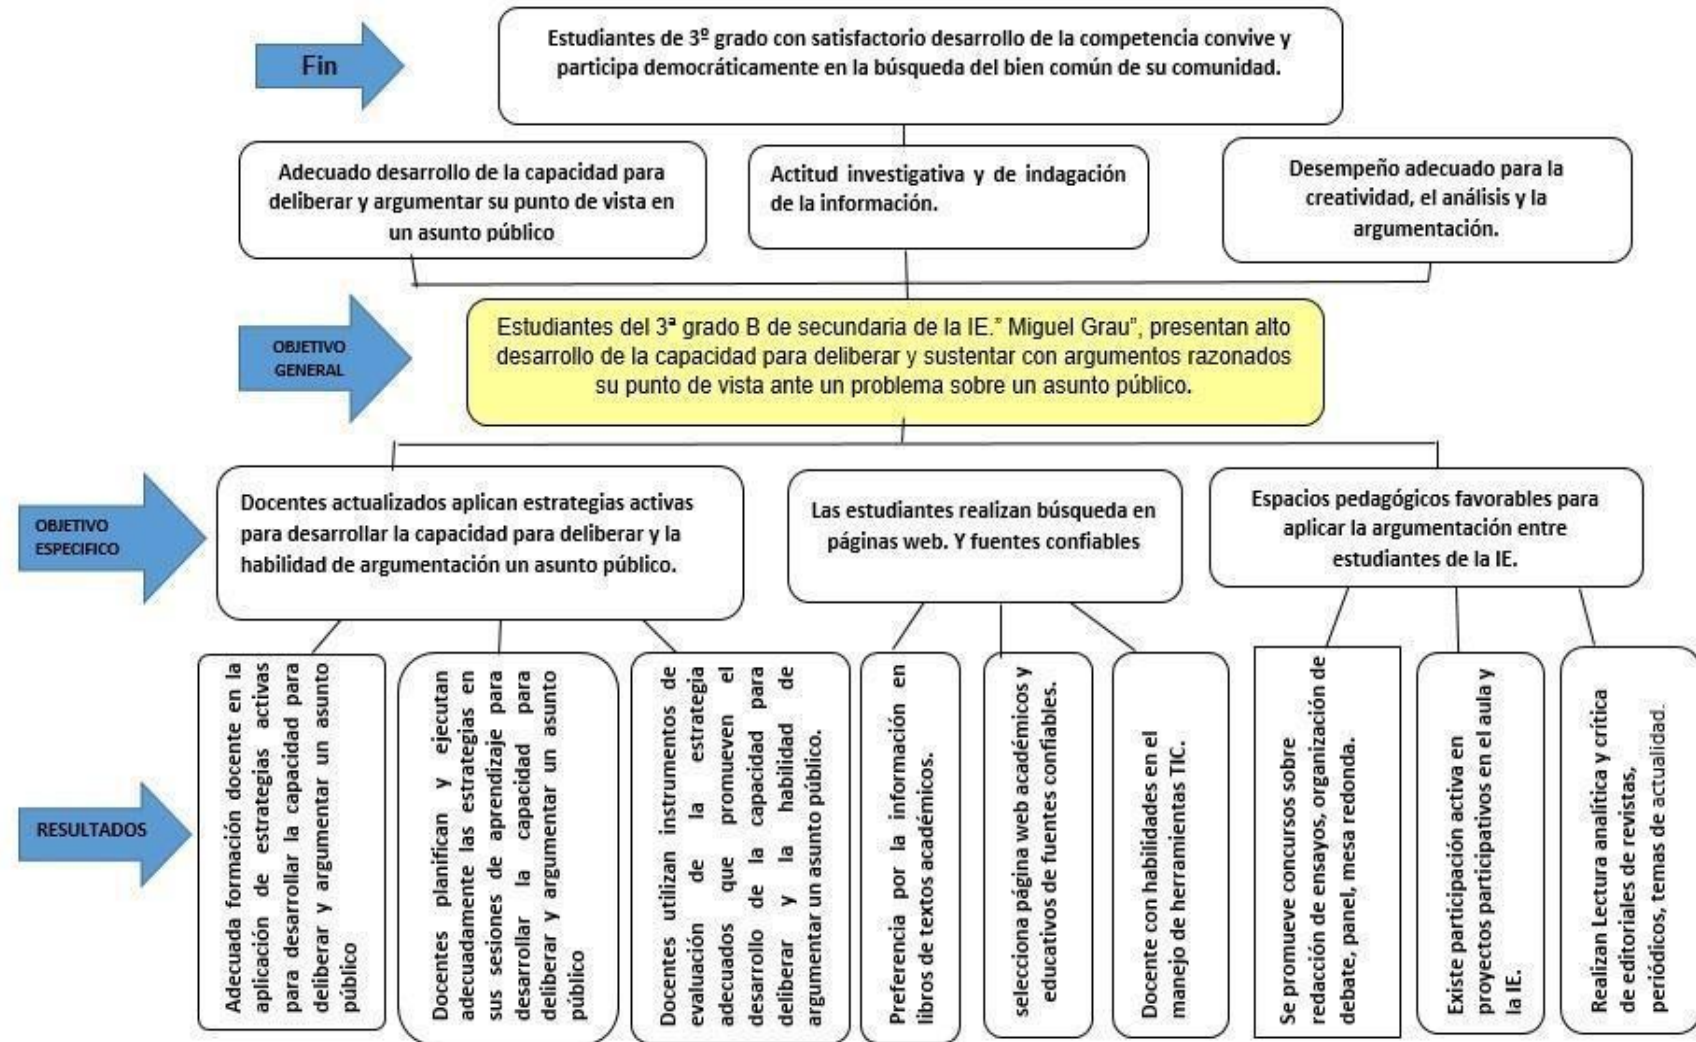 Fin
Estudiantes de 3º grado con satisfactorio desarrollo de la competencia convive y
participa democráticamente en la búsqueda del bien común de su comunidad.
Adecuado desarrollo de la capacidad para
deliberar y argumentar su punto de vista en
un asunto público
Actitud investigativa y de indagación
de la información.
Desempeño adecuado para la
creatividad, el análisis y la
argumentación.
OBJETIVO
GENERAL
Estudiantes del 3ª grado B de secundaria de la IE.” Miguel Grau”, presentan alto
desarrollo de la capacidad para deliberar y sustentar con argumentos razonados
su punto de vista ante un problema sobre un asunto público.
OBJETIVO
ESPECIFICO
Docentes actualizados aplican estrategias activas
para desarrollar la capacidad para deliberar y la
habilidad de argumentación un asunto público.
Las estudiantes realizan búsqueda en
páginas web. Y fuentes confiables
Espacios pedagógicos favorables para
aplicar la argumentación entre
estudiantes de la IE.
RESULTADOS
Adecuada formación docente en la
aplicación de estrategias activas
para desarrollar la capacidad para
deliberar y argumentar un asunto
público
Docentes planifican y ejecutan
adecuadamente las estrategias en
sus sesiones de aprendizaje para
desarrollar la capacidad para
deliberar y argumentar un asunto
público
Docentes utilizan instrumentos de
evaluación de la estrategia
adecuados que promueven el
desarrollo de la capacidad para
deliberar y la habilidad de
argumentar un asunto público.
Preferencia por la información en
libros de textos académicos.
selecciona página web académicos y
educativos de fuentes confiables.
Docente con habilidades en el
manejo de herramientas TIC.
Se promueve concursos sobre
redacción de ensayos, organización de
debate, panel, mesa redonda.
Existe participación activa en
proyectos participativos en el aula y
la IE.
Realizan Lectura analítica y crítica
de editoriales de revistas,
periódicos, temas de actualidad.